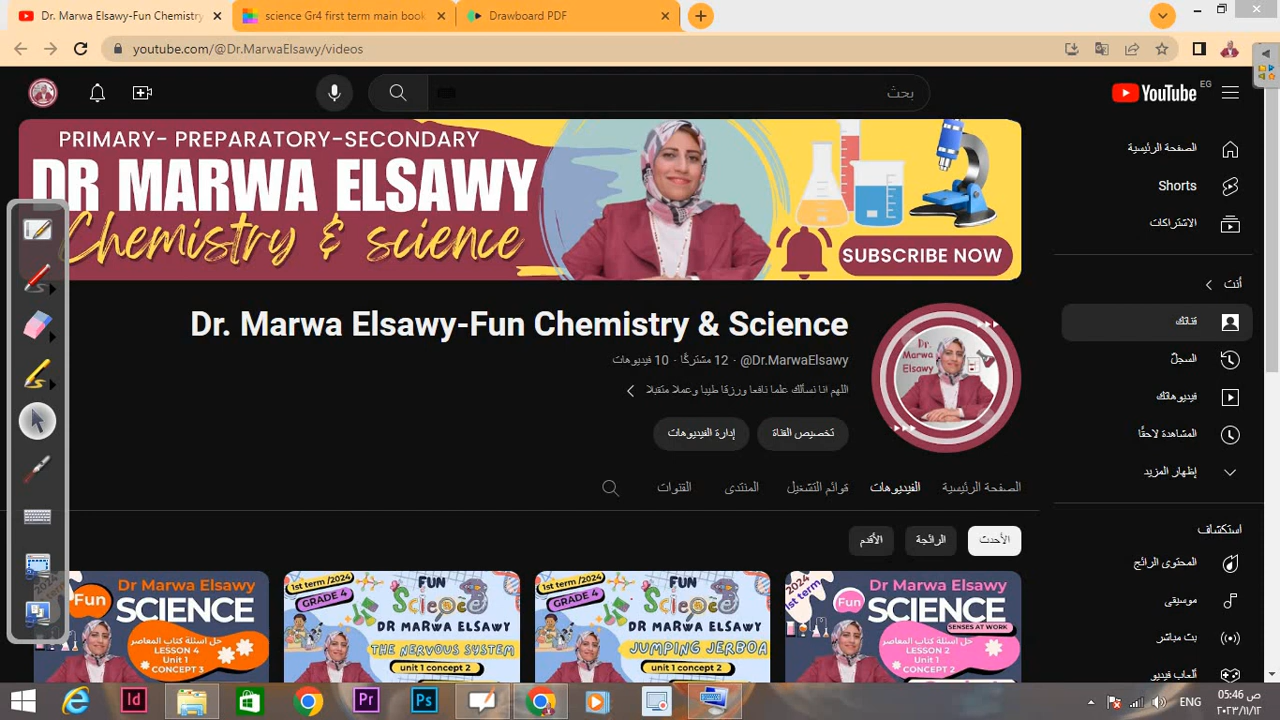 Dr. Marwa Elsawy-Fun Chemistry
science Gr4 first term main book
Drawboard PDF
youtube.com/@Dr.MarwaElsawy/videos
بحث
YouTube EG
PRIMARY- PREPARATORY-SECONDARY
DR MARWA ELSAWY
Chemistry & science
SUBSCRIBE NOW
Dr. Marwa Elsawy-Fun Chemistry & Science
@Dr.MarwaElsawy · 12 مشتركًا · 10 فيديوهات
اللهم انا نسألك علما نافعا ورزقا طيبا وعملا متقبلا
تخصيص القناة
إدارة الفيديوهات
Dr.
Marwa
Elsawy
الصفحة الرئيسية
الفيديوهات
قوائم التشغيل
المنتدى
القنوات
الأحدث
الرائجة
الأقدم
الصفحة الرئيسية
Shorts
الاشتراكات
أنت
قناتك
السجلّ
فيديوهاتك
المشاهدة لاحقًا
إظهار المزيد
استكشاف
المحتوى الرائج
موسيقى
بث مباشر
ألعاب فيديو
Dr Marwa Elsawy
Fun
SCIENCE
حل اسئلة كتاب المعاصر
LESSON 4
Unit 1
CONCEPT 3
1st term /2024
GRADE 4
FUN
Science
DR MARWA ELSAWY
THE NERVOUS SYSTEM
unit 1 concept 2
1st term /2024
GRADE 4
FUN
Science
DR MARWA ELSAWY
JUMPING JERBOA
unit 1 concept 2
2024
1st term
Dr Marwa Elsawy
Fun
SCIENCE
SENSES AT WORK
حل اسئلة كتاب المعاصر
LESSON 2
Unit 1
CONCEPT 2
Id
Pr
Ps
ENG
05:46 ص
٢٠٢٣/١١/١٢